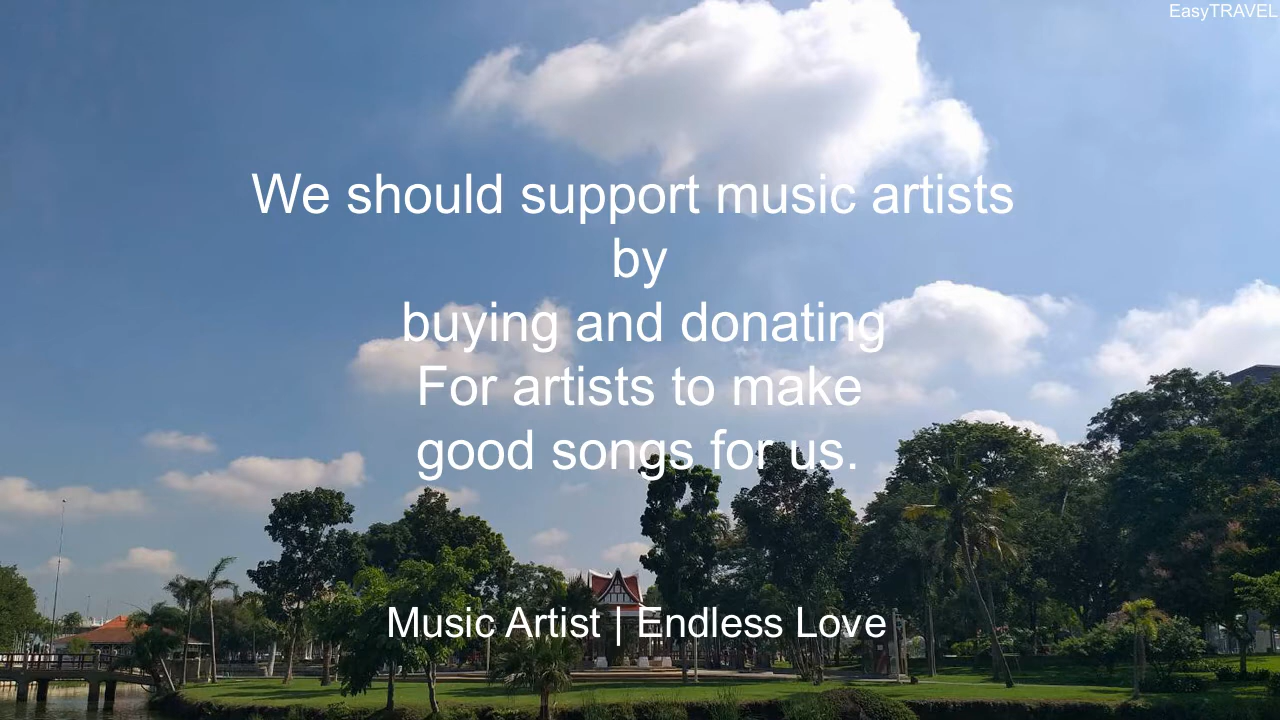 EasyTRAVEL
We should support music artists
by
buying and donating
For artists to make
good songs for us.
Music Artist | Endless Love